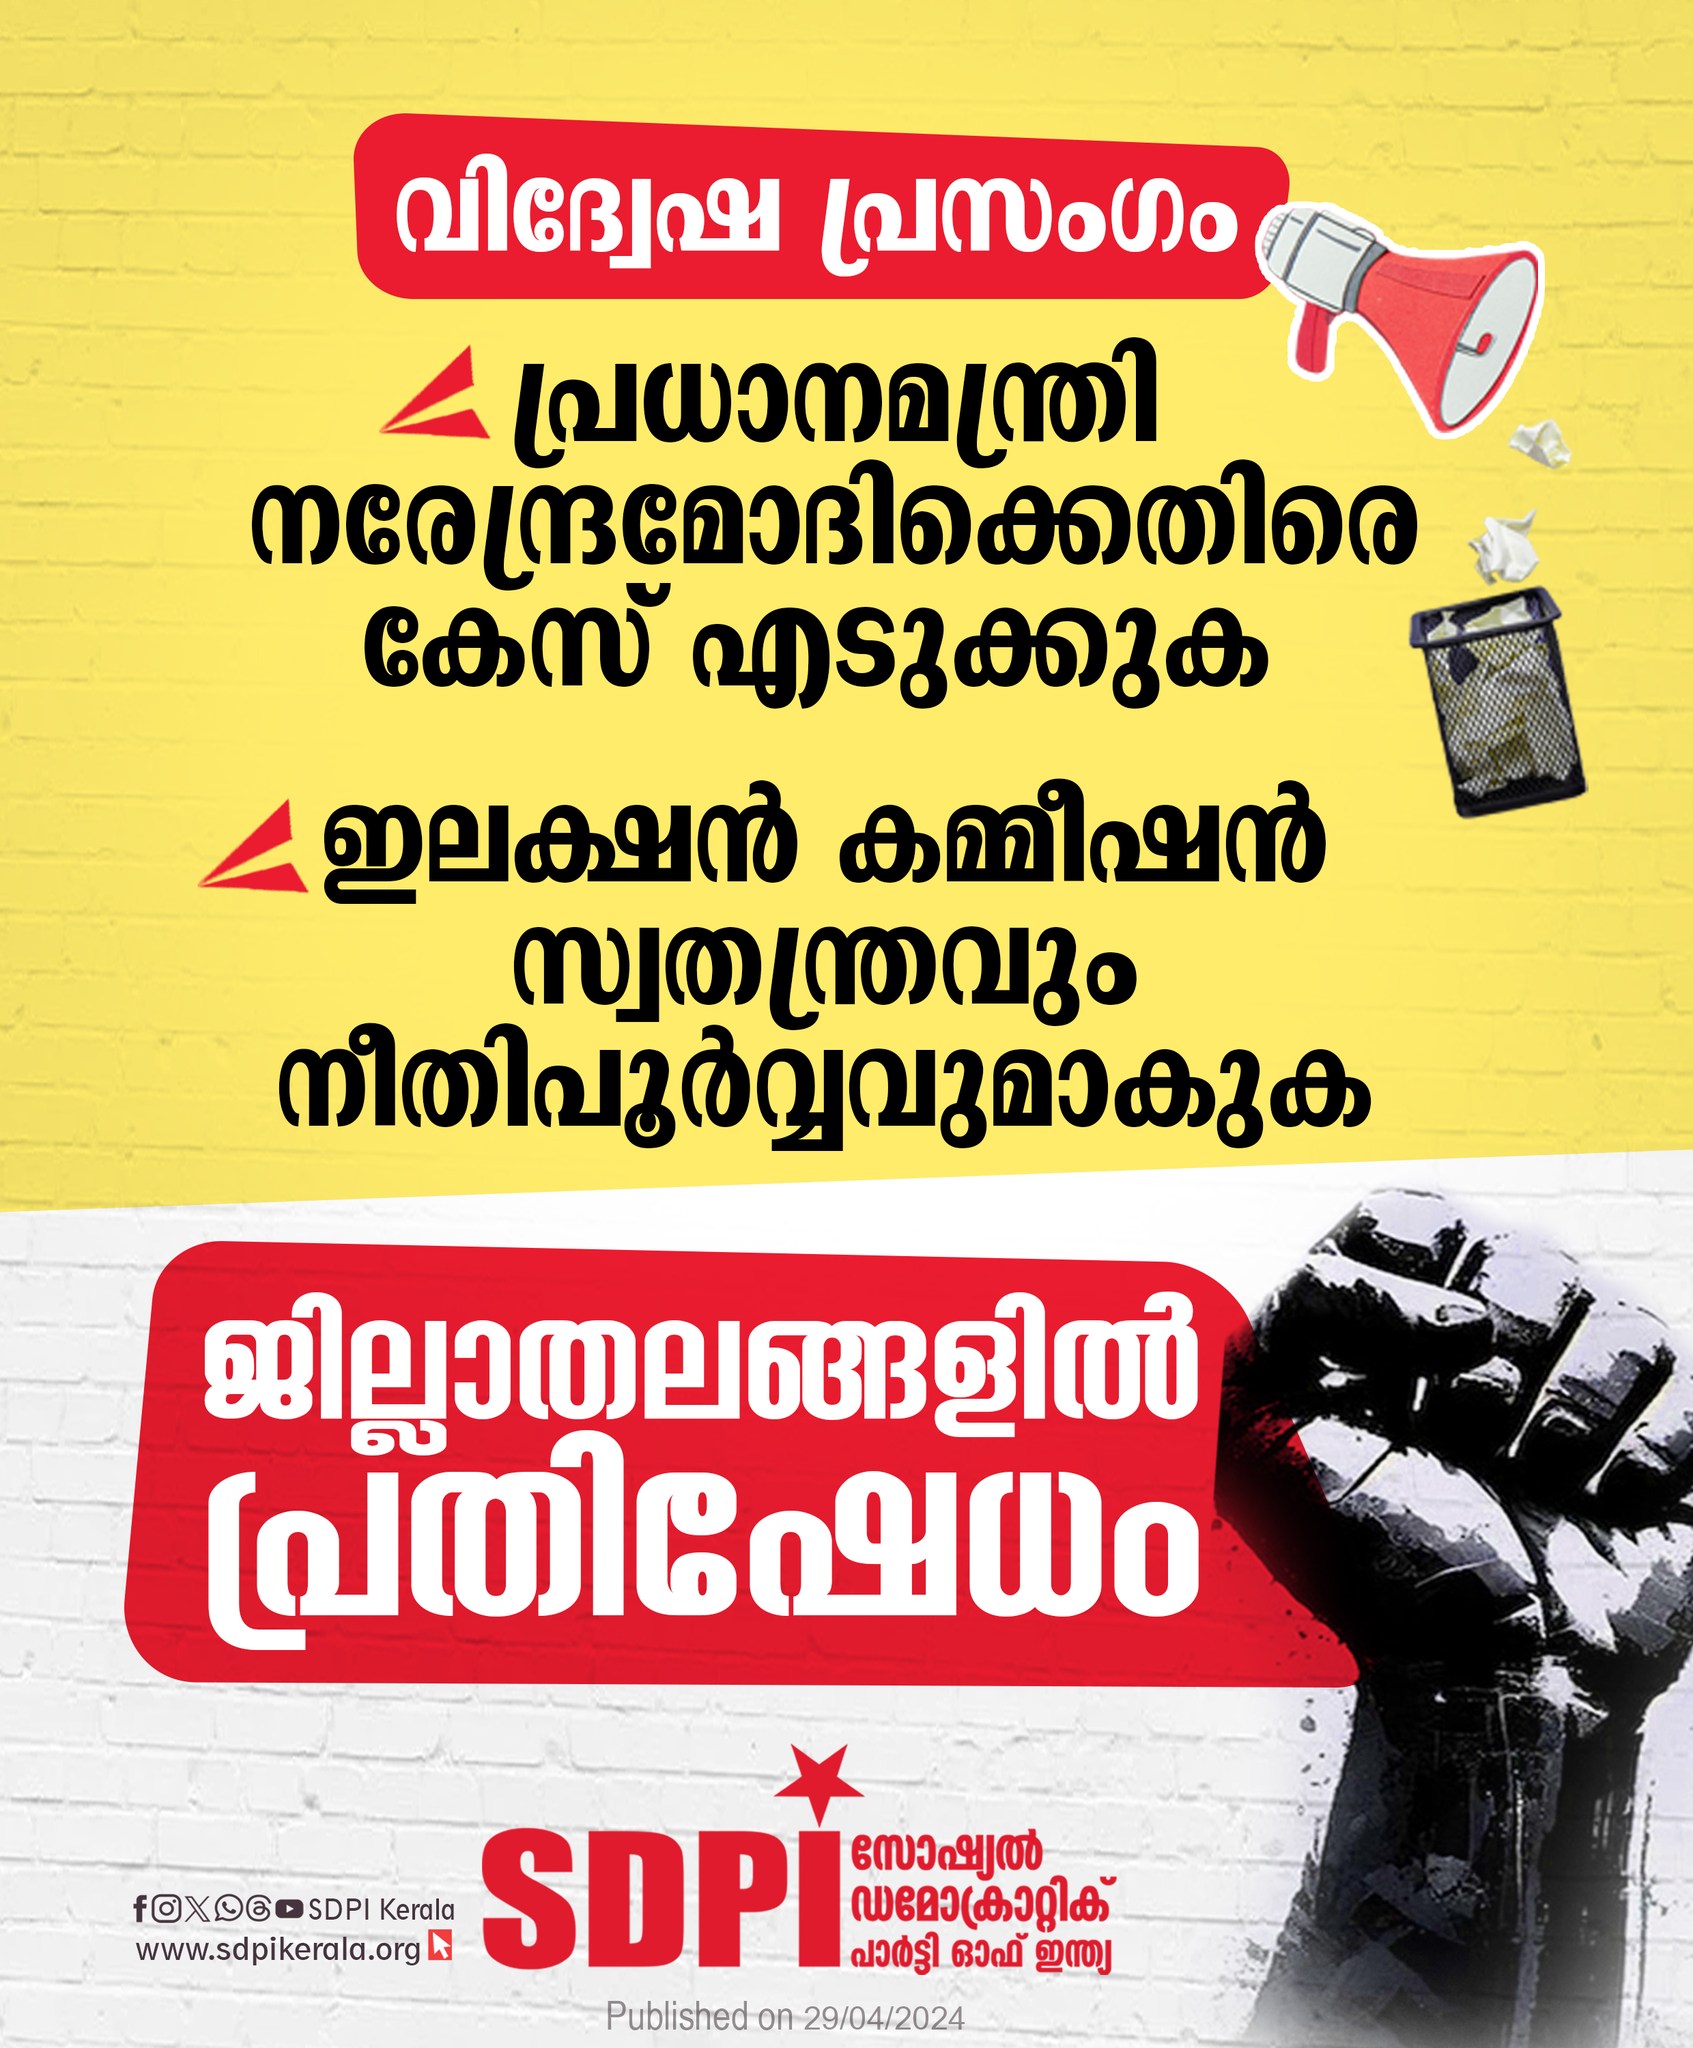 വിദ്വേഷ പ്രസംഗം
പ്രധാനമന്ത്രി
നരേന്ദ്രമോദിക്കെതിരെ
കേസ് എടുക്കുക
ഇലക്ഷൻ കമ്മീഷൻ
സ്വതന്ത്രവും
നീതിപൂർവ്വവുമാകുക
ജില്ലാതലങ്ങളിൽ
പ്രതിഷേധം
SDPI
സോഷ്യൽ
ഡമോക്രാറ്റിക്
പാർട്ടി ഓഫ് ഇന്ത്യ
SDPI Kerala
www.sdpikerala.org
Published on 29/04/2024